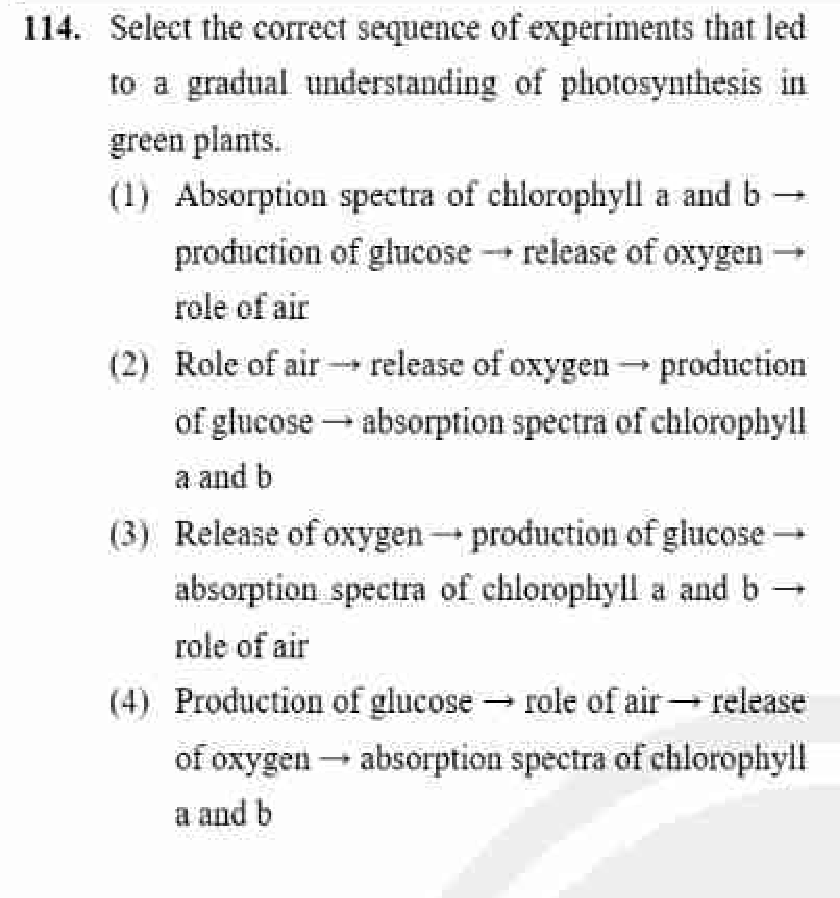 114. Select the correct sequence of experiments that led
to a gradual understanding of photosynthesis in
green plants.
(1) Absorption spectra of chlorophyll a and b →
production of glucose → release of oxygen →
role of air
(2) Role of air → release of oxygen → production
of glucose → absorption spectra of chlorophyll
a and b
(3) Release of oxygen → production of glucose →
absorption spectra of chlorophyll a and b →
role of air
(4) Production of glucose → role of air → release
of oxygen → absorption spectra of chlorophyll
a and b